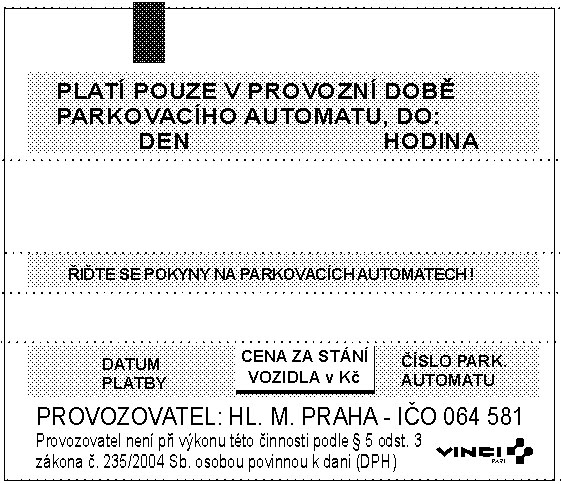 PLATÍ POUZE V PROVOZNÍ DOBĚ
PARKOVACÍHO AUTOMATU, DO:
DEN HODINA
ŘIĎTE SE POKYNY NA PARKOVACÍCH AUTOMATECH!
DATUM
PLATBY
CENA ZA STÁNÍ
VOZIDLA v Kč
ČÍSLO PARK.
AUTOMATU
PROVOZOVATEL: HL. M. PRAHA - IČO 064 581
Provozovatel není při výkonu této činnosti podle § 5 odst. 3
zákona č. 235/2004 Sb. osobou povinnou k dani (DPH)
VINCI
PARK